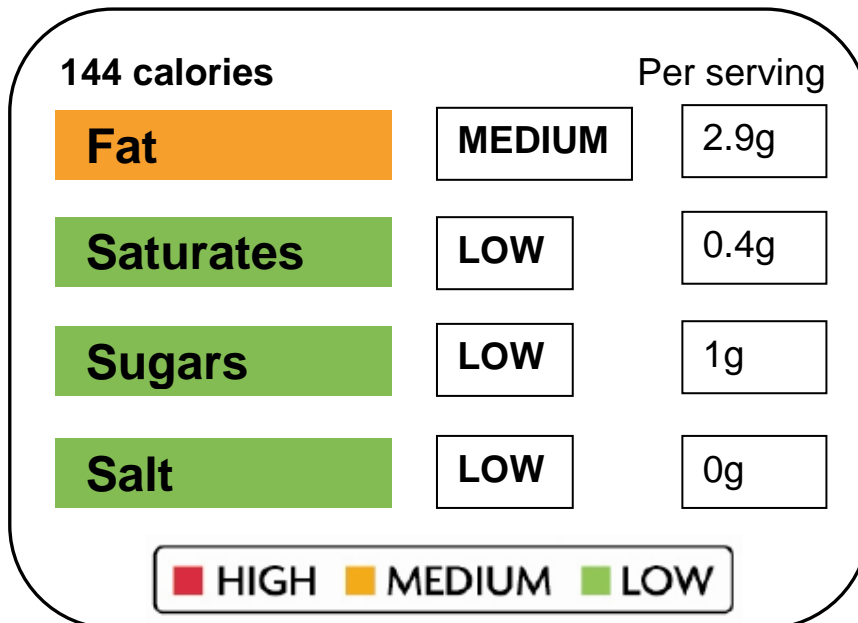 144 calories Per serving
Fat MEDIUM 2.9g
Saturates LOW 0.4g
Sugars LOW 1g
Salt LOW 0g
HIGH MEDIUM LOW